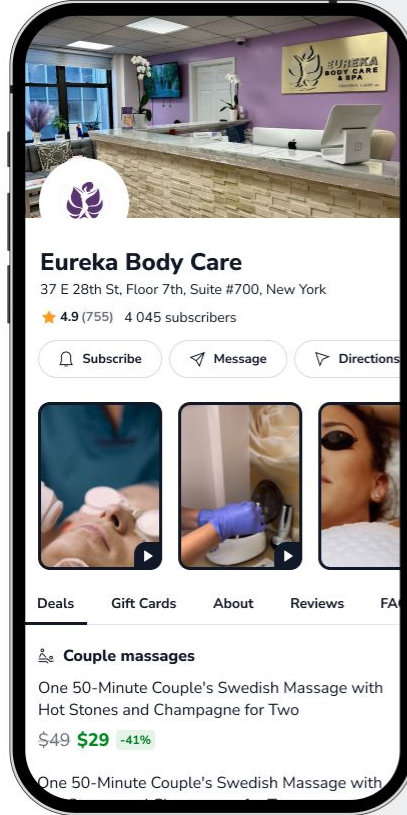 EUREKA
BODY CARE
& SPA
Eureka Body Care
37 E 28th St, Floor 7th, Suite #700, New York
4.9 (755) 4 045 subscribers
Subscribe Message Directions
Deals Gift Cards About Reviews FA
Couple massages
One 50-Minute Couple's Swedish Massage with
Hot Stones and Champagne for Two
$49 $29 -41%
One 50-Minute Couple's Swedish Massage with